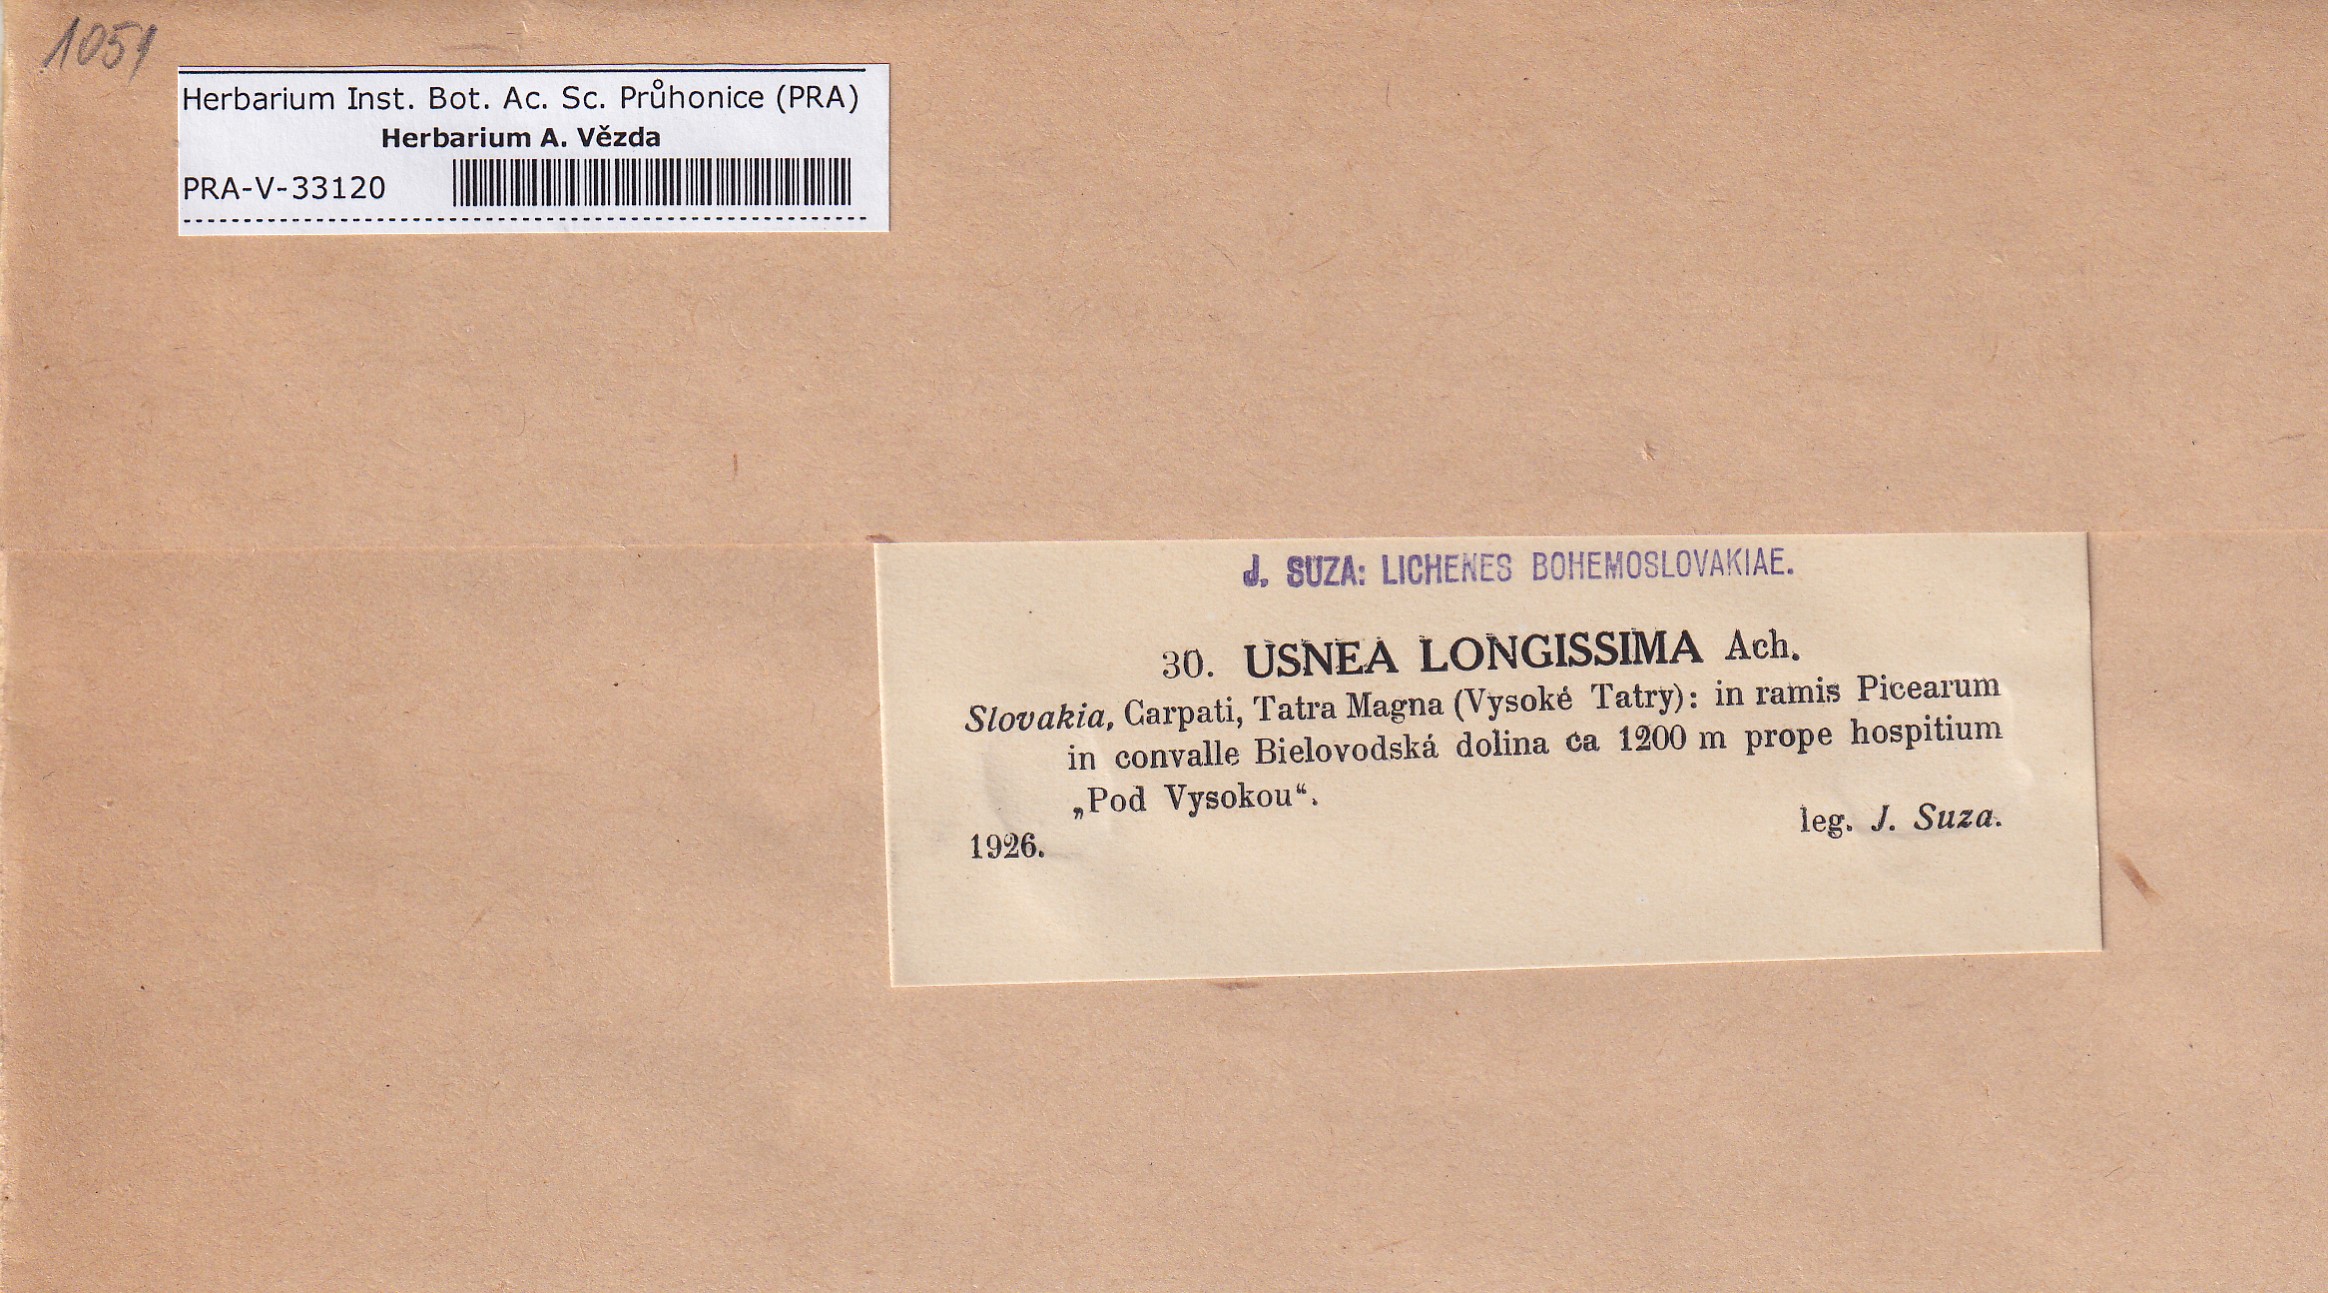 1051
Herbarium Inst. Bot. Ac. Sc. Průhonice (PRA)
Herbarium A. Vězda
PRA-V-33120
J. SUZA: LICHENES BOHEMOSLOVAKIAE.
30. USNEA LONGISSIMA Ach.
Slovakia, Carpati, Tatra Magna (Vysoké Tatry): in ramis Picearum
in convalle Bielovodská dolina ca 1200 m prope hospitium
„Pod Vysokou“.
1926.
leg. J. Suza.